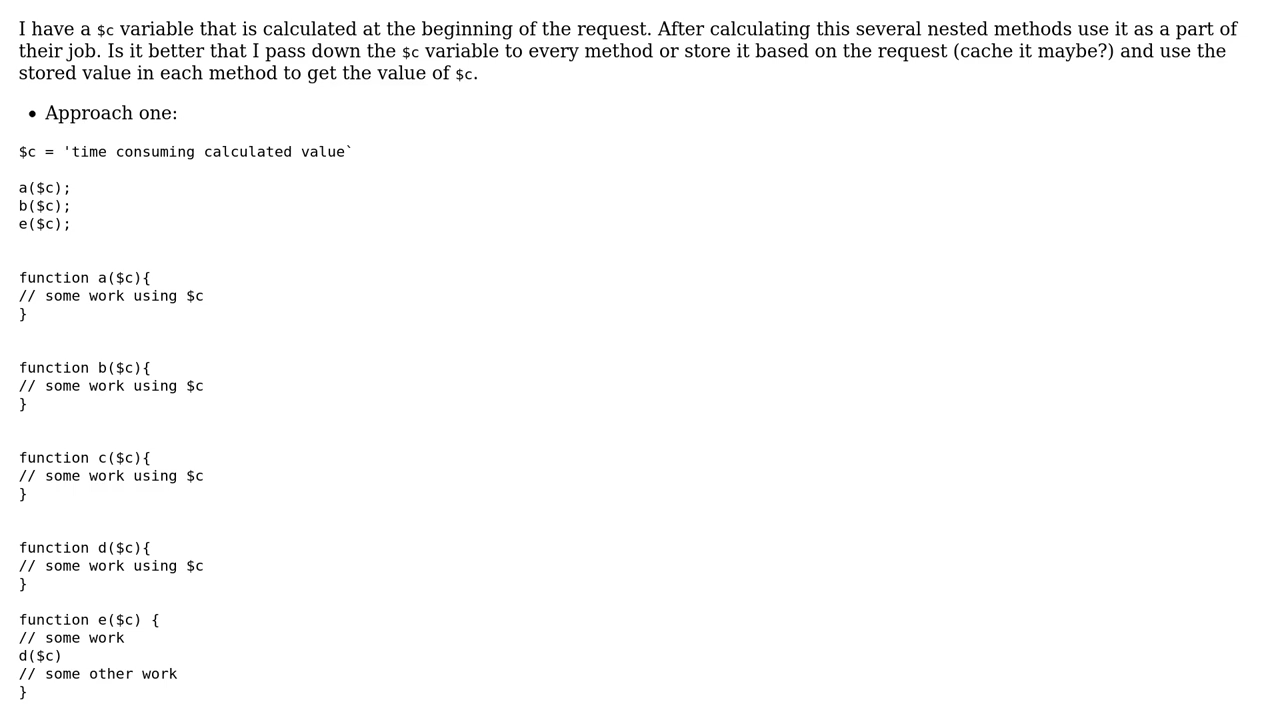 I have a $c variable that is calculated at the beginning of the request. After calculating this several nested methods use it as a part of
their job. Is it better that I pass down the $c variable to every method or store it based on the request (cache it maybe?) and use the
stored value in each method to get the value of $c.
• Approach one:
$c = 'time consuming calculated value`
a($c);
b($c);
e($c);
function a($c){
// some work using $c
}
function b($c){
// some work using $c
}
function c($c){
// some work using $c
}
function d($c){
// some work using $c
}
function e($c) {
// some work
d($c)
// some other work
}